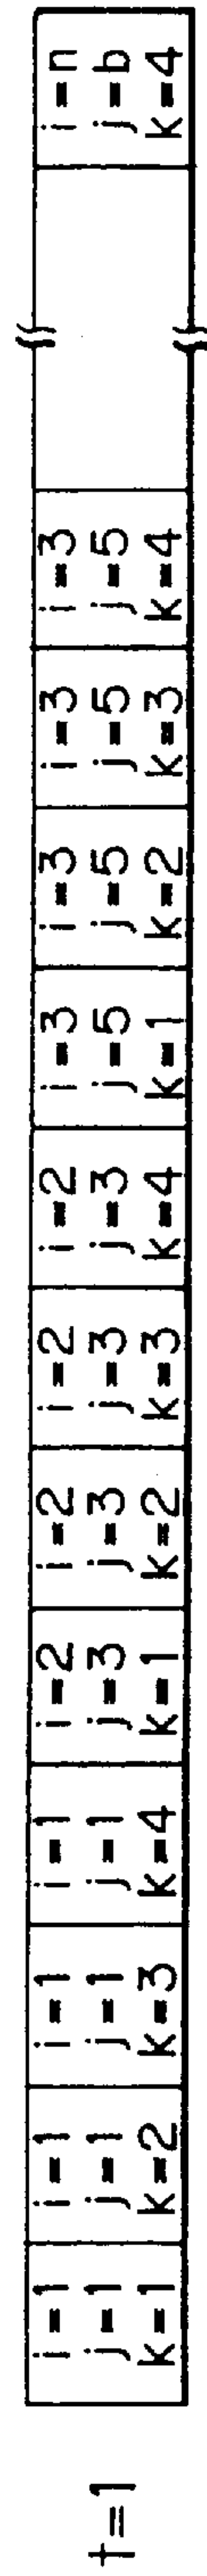 t=1
i=1
j=1
k=1
i=1
j=1
k=2
i=1
j=1
k=3
i=1
j=1
k=4
i=2
j=3
k=1
i=2
j=3
k=2
i=2
j=3
k=3
i=2
j=3
k=4
i=3
j=5
k=1
i=3
j=5
k=2
i=3
j=5
k=3
i=3
j=5
k=4
i=n
j=b
k=4